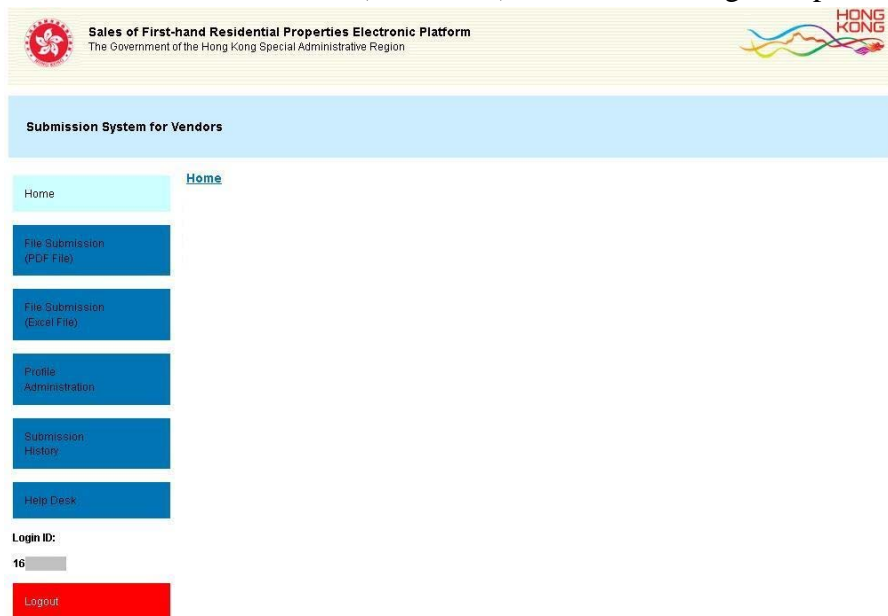 HONG
KONG
Sales of First-hand Residential Properties Electronic Platform
The Government of the Hong Kong Special Administrative Region
Submission System for Vendors
Home
Home
File Submission
(PDF File)
File Submission
(Excel File)
Profile
Administration
Submission
History
Help Desk
Login ID:
16
Logout